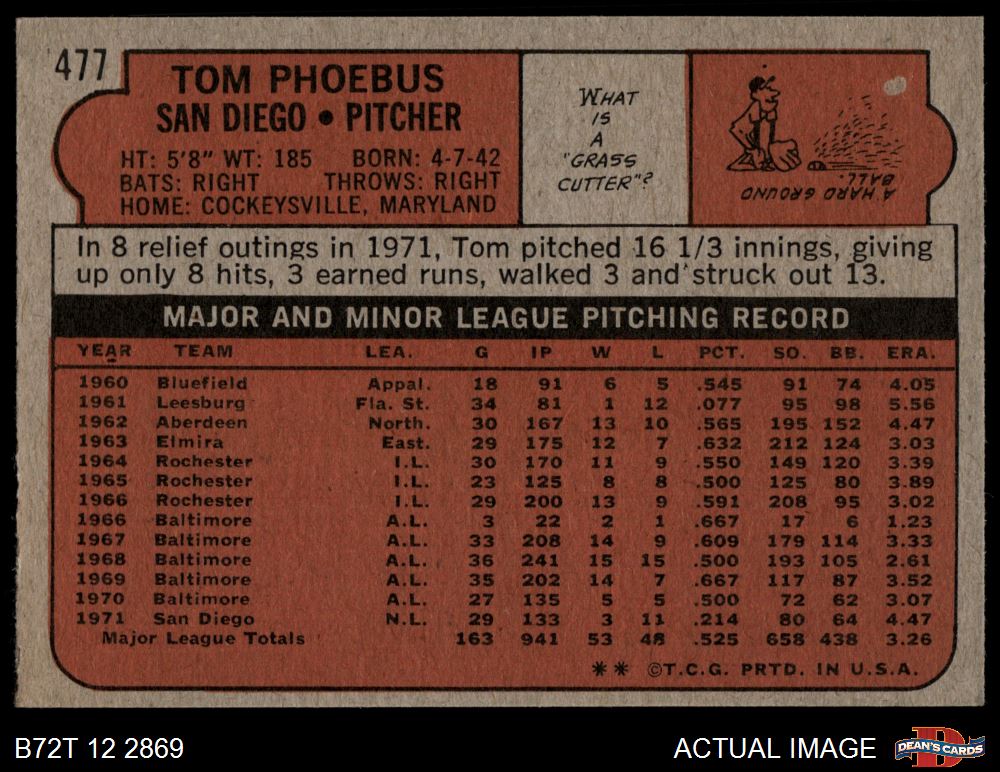 477
TOM PHOEBUS
SAN DIEGO • PITCHER
HT: 5'8" WT: 185 BORN: 4-7-42
BATS: RIGHT THROWS: RIGHT
HOME: COCKEYSVILLE, MARYLAND
WHAT
IS
A
"GRASS
CUTTER"?
A HARD GROUND
BALL.
In 8 relief outings in 1971, Tom pitched 16 1/3 innings, giving
up only 8 hits, 3 earned runs, walked 3 and struck out 13.
MAJOR AND MINOR LEAGUE PITCHING RECORD
YEAR TEAM LEA. G IP W L PCT. SO. BB. ERA.
1960 Bluefield Appal. 18 91 6 5 .545 91 74 4.05
1961 Leesburg Fla. St. 34 81 1 12 .077 95 98 5.56
1962 Aberdeen North. 30 167 13 10 .565 195 152 4.47
1963 Elmira East. 29 175 12 7 .632 212 124 3.03
1964 Rochester I.L. 30 170 11 9 .550 149 120 3.39
1965 Rochester I.L. 23 125 8 8 .500 125 80 3.89
1966 Rochester I.L. 29 200 13 9 .591 208 95 3.02
1966 Baltimore A.L. 3 22 2 1 .667 17 6 1.23
1967 Baltimore A.L. 33 208 14 9 .609 179 114 3.33
1968 Baltimore A.L. 36 241 15 15 .500 193 105 2.61
1969 Baltimore A.L. 35 202 14 7 .667 117 87 3.52
1970 Baltimore A.L. 27 135 5 5 .500 72 62 3.07
1971 San Diego N.L. 29 133 3 11 .214 80 64 4.47
Major League Totals 163 941 53 48 .525 658 438 3.26
** ©T.C.G. PRTD. IN U.S.A.
B72T 12 2869
ACTUAL IMAGE
DEAN'S CARDS